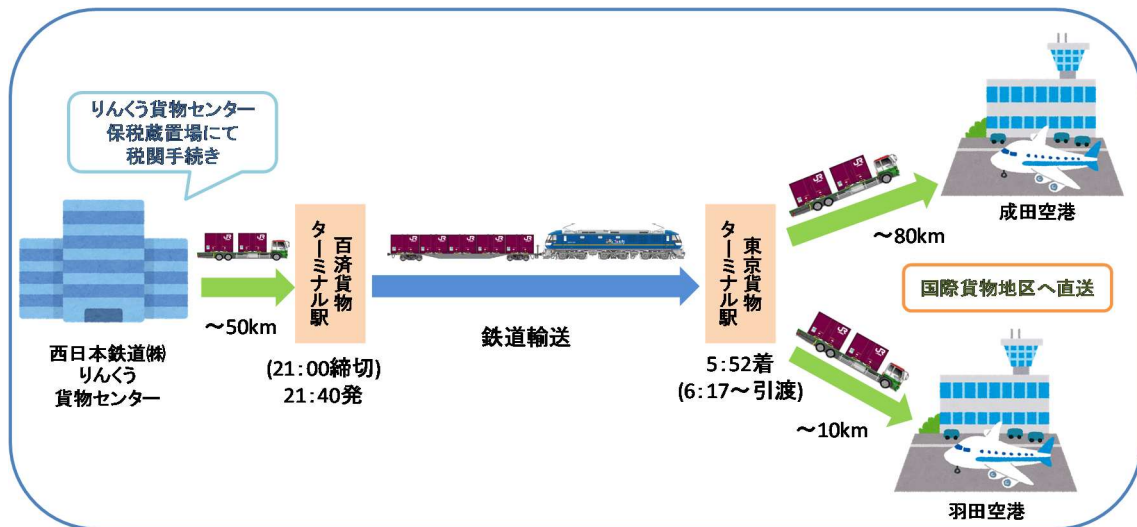 りんくう貨物センター
保税蔵置場にて
税関手続き
西日本鉄道㈱
りんくう
貨物センター
～50km
百済貨物
ターミナル駅
(21:00締切)
21:40発
鉄道輸送
東京貨物
ターミナル駅
5:52着
(6:17～引渡)
～80km
成田空港
国際貨物地区へ直送
～10km
羽田空港